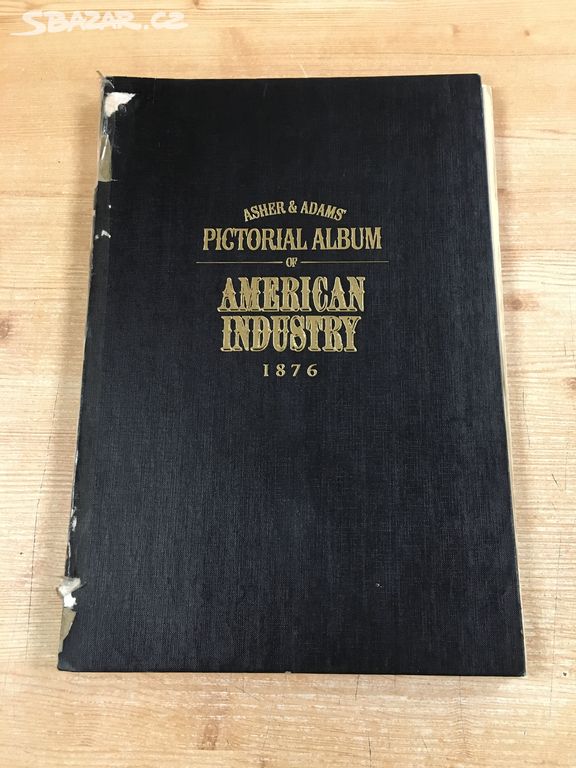 SBAZAR.CZ
ASHER & ADAMS'
PICTORIAL ALBUM
OF
AMERICAN
INDUSTRY
1876